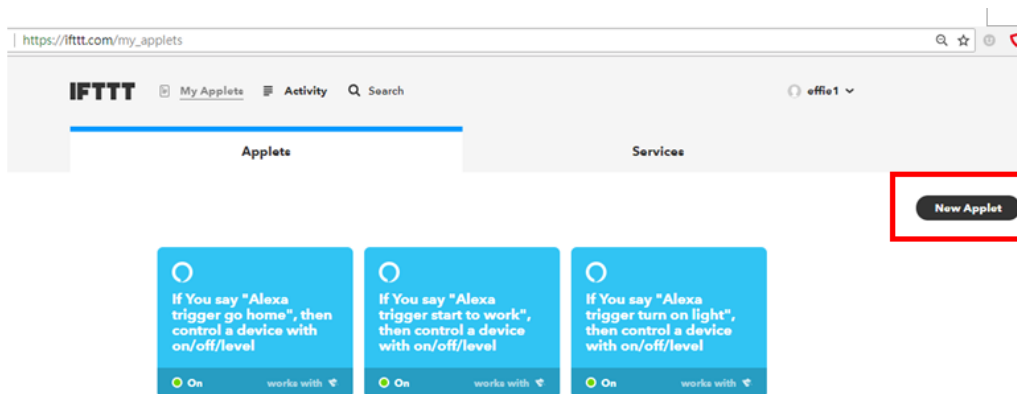 https://ifttt.com/my_applets
IFTTT My Applets Activity Search effie1
Applets Services
New Applet
If You say "Alexa
trigger go home", then
control a device with
on/off/level
On works with
If You say "Alexa
trigger start to work",
then control a device
with on/off/level
On works with
If You say "Alexa
trigger turn on light",
then control a device
with on/off/level
On works with